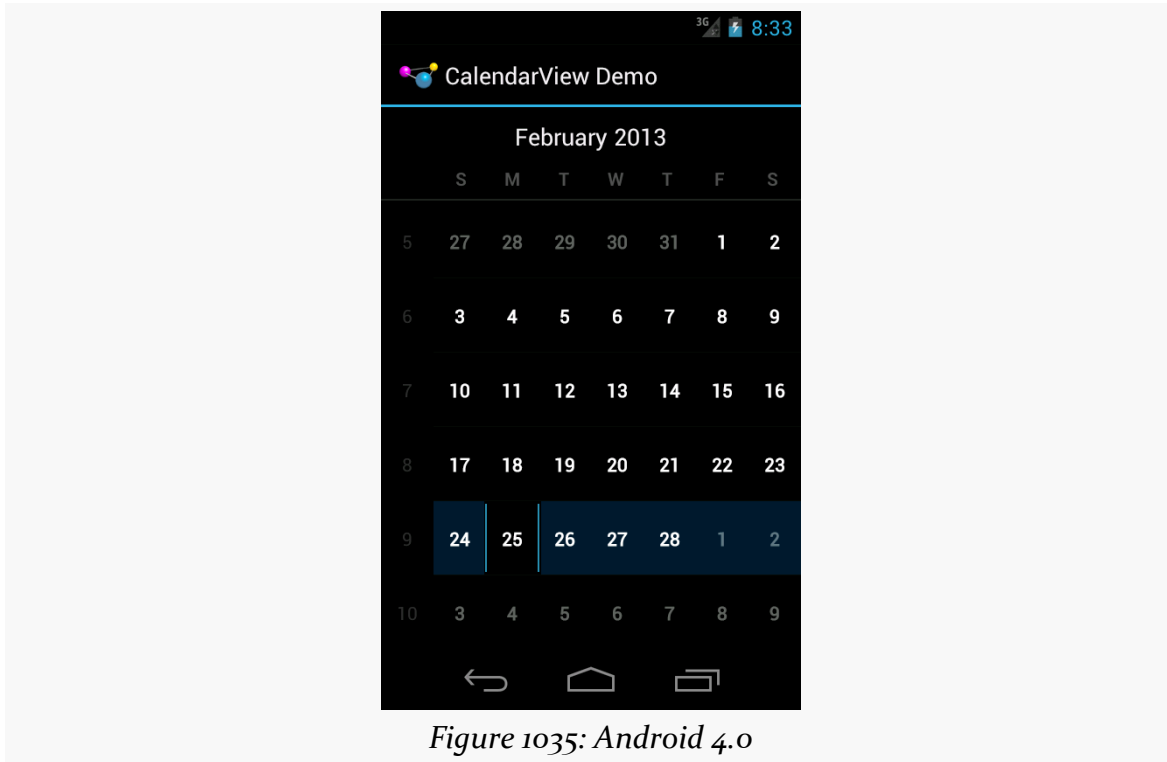 3G 8:33
CalendarView Demo
February 2013
S M T W T F S
5 27 28 29 30 31 1 2
6 3 4 5 6 7 8 9
7 10 11 12 13 14 15 16
8 17 18 19 20 21 22 23
9 24 25 26 27 28 1 2
10 3 4 5 6 7 8 9
Figure 1035: Android 4.0